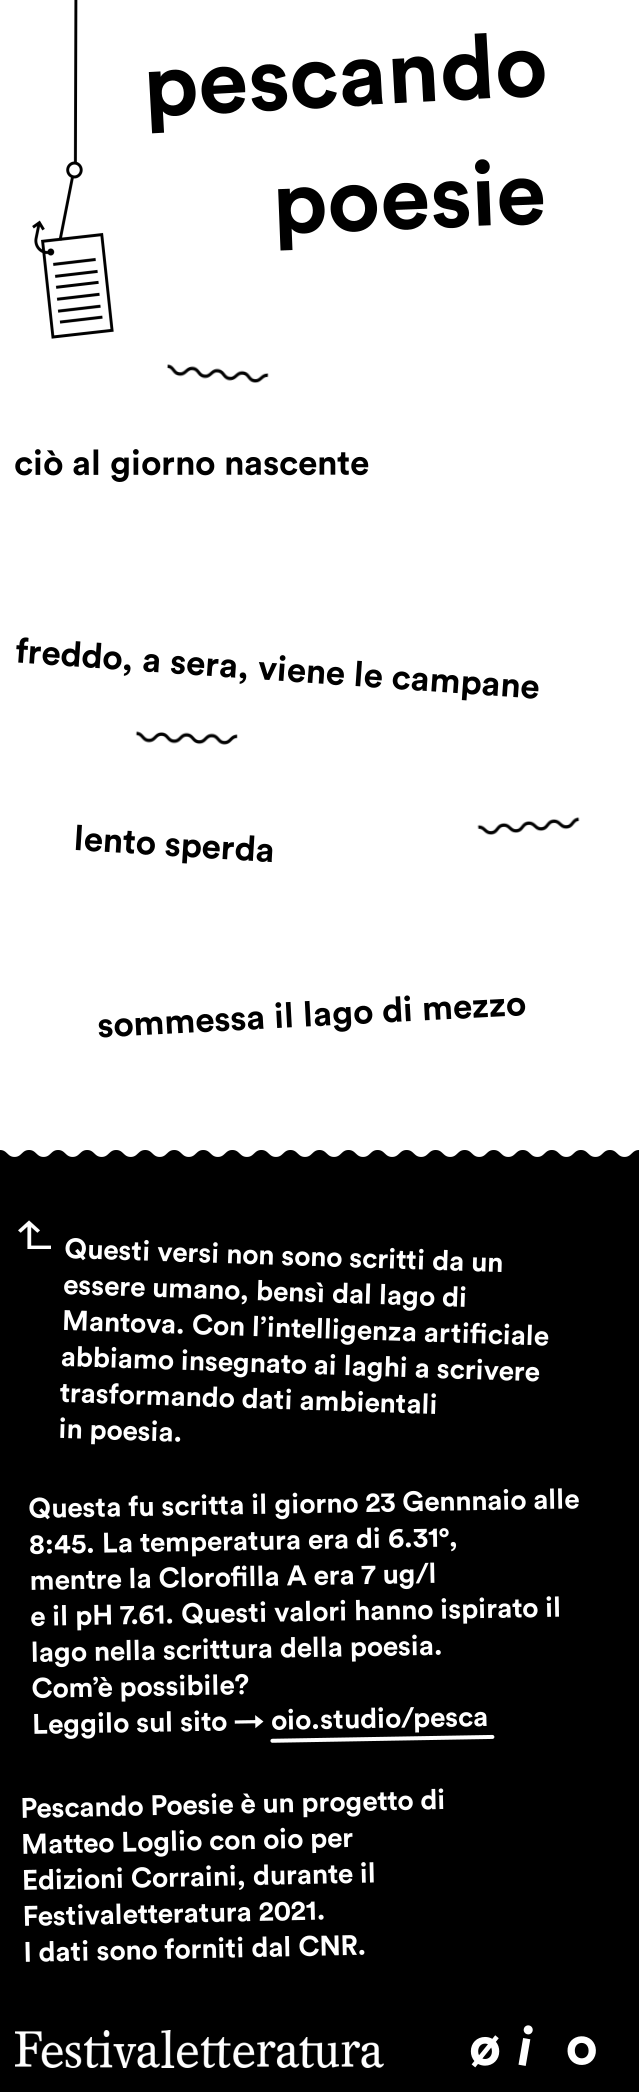 pescando
poesie
ciò al giorno nascente
freddo, a sera, viene le campane
lento sperda
sommessa il lago di mezzo
Questi versi non sono scritti da un
essere umano, bensì dal lago di
Mantova. Con l’intelligenza artificiale
abbiamo insegnato ai laghi a scrivere
trasformando dati ambientali
in poesia.
Questa fu scritta il giorno 23 Gennnaio alle
8:45. La temperatura era di 6.31°,
mentre la Clorofilla A era 7 ug/l
e il pH 7.61. Questi valori hanno ispirato il
lago nella scrittura della poesia.
Com’è possibile?
Leggilo sul sito → oio.studio/pesca
Pescando Poesie è un progetto di
Matteo Loglio con oio per
Edizioni Corraini, durante il
Festivaletteratura 2021.
I dati sono forniti dal CNR.
Festivaletteratura øio